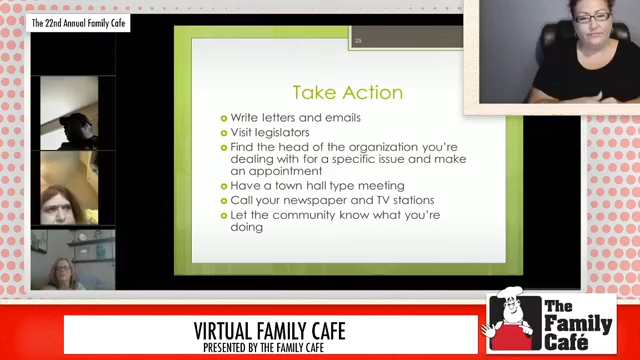 The 22nd Annual Family Cafe
25
Take Action
Write letters and emails
Visit legislators
Find the head of the organization you're
dealing with for a specific issue and make
an appointment
Have a town hall type meeting
Call your newspaper and TV stations
Let the community know what you're
doing
VIRTUAL FAMILY CAFE
PRESENTED BY THE FAMILY CAFE
The
Family
Café